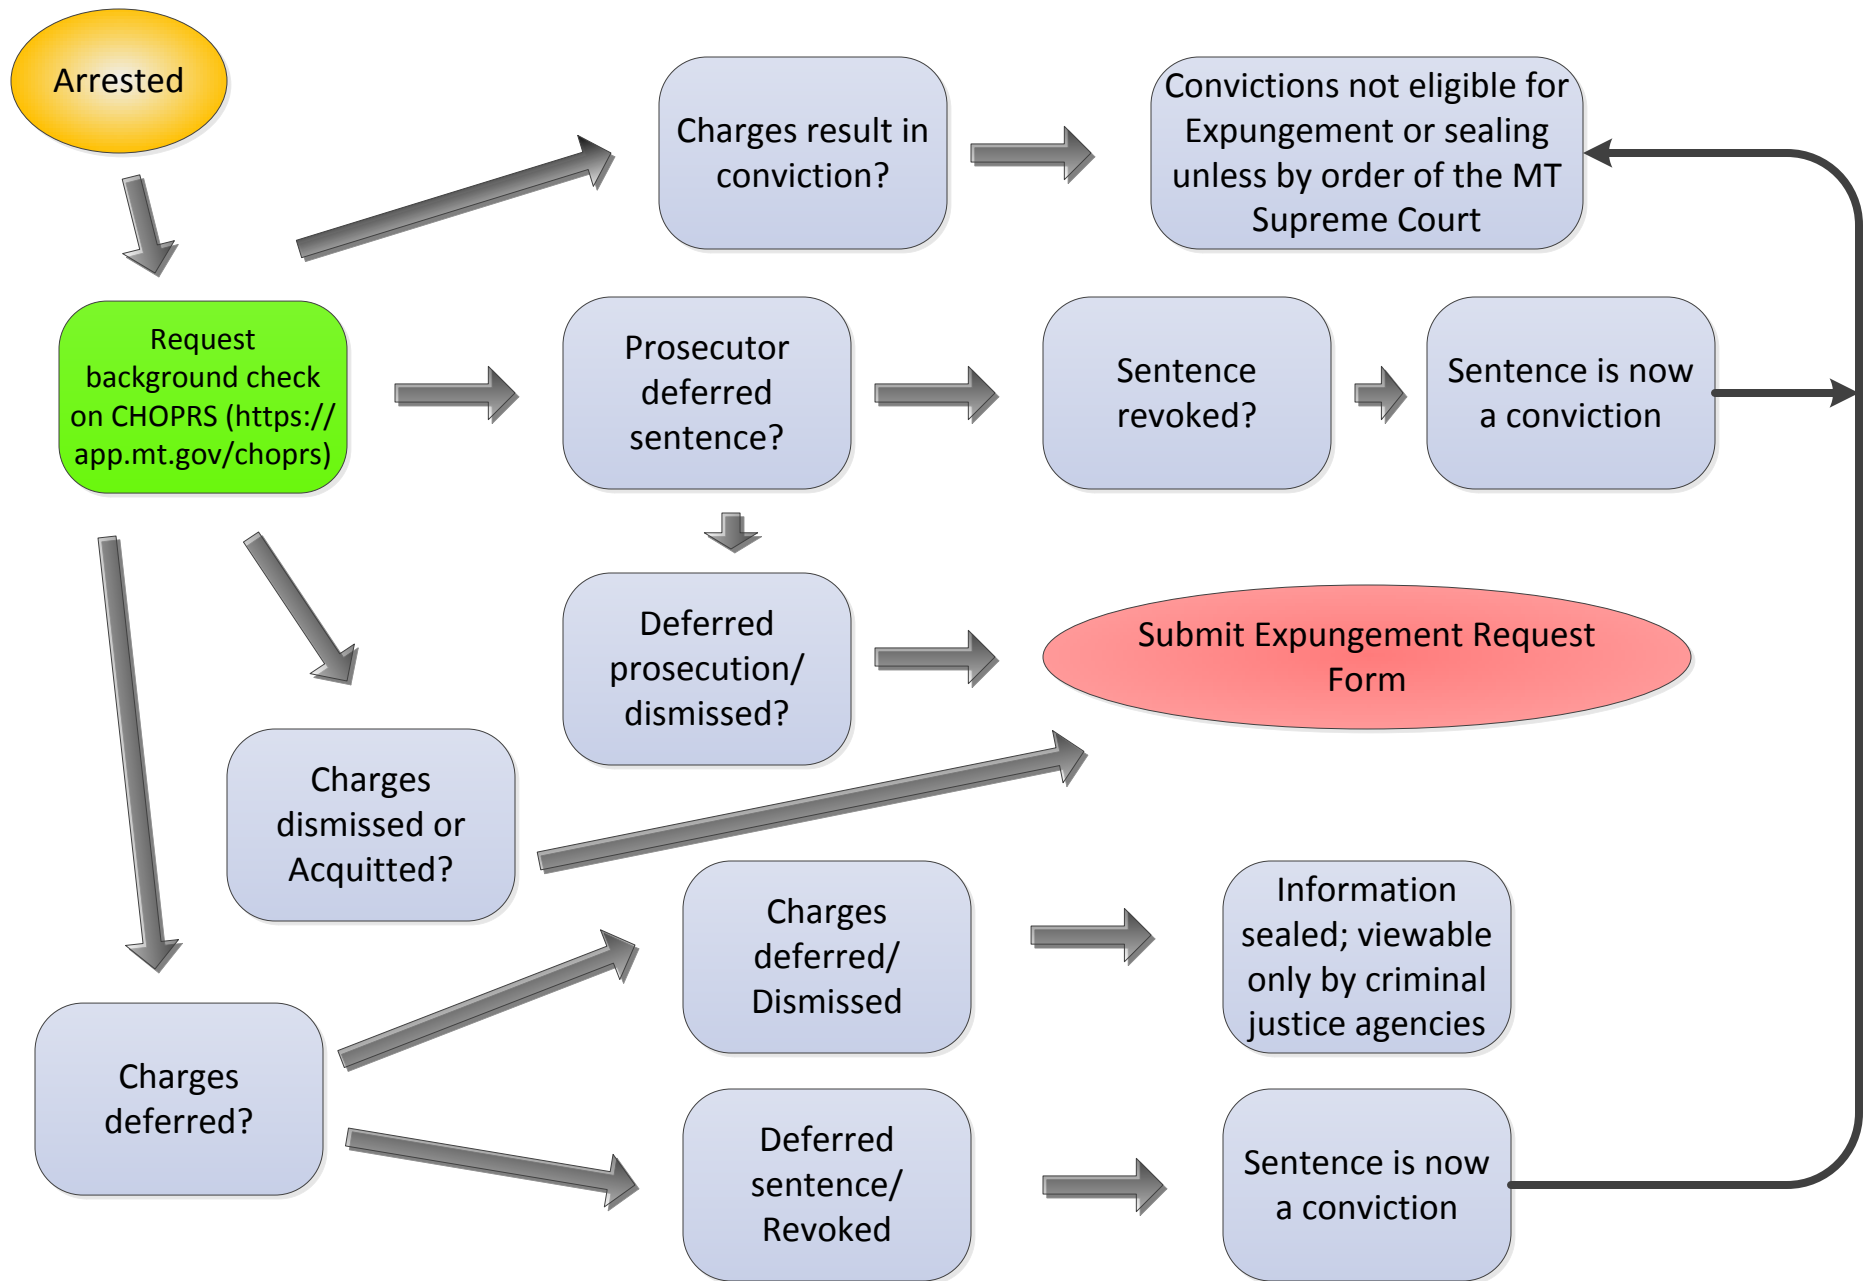 Arrested
Charges result in
conviction?
Convictions not eligible for
Expungement or sealing
unless by order of the MT
Supreme Court
Request
background check
on CHOPRS (https://
app.mt.gov/choprs)
Prosecutor
deferred
sentence?
Sentence
revoked?
Sentence is now
a conviction
Deferred
prosecution/
dismissed?
Submit Expungement Request
Form
Charges
dismissed or
Acquitted?
Charges
deferred/
Dismissed
Information
sealed; viewable
only by criminal
justice agencies
Charges
deferred?
Deferred
sentence/
Revoked
Sentence is now
a conviction